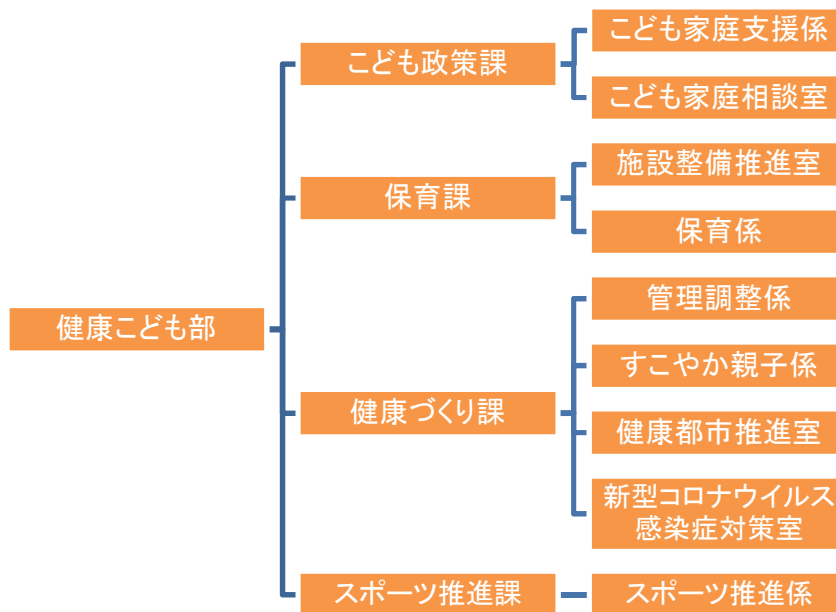 健康こども部
こども政策課
こども家庭支援係
こども家庭相談室
保育課
施設整備推進室
保育係
健康づくり課
管理調整係
すこやか親子係
健康都市推進室
新型コロナウイルス
感染症対策室
スポーツ推進課
スポーツ推進係